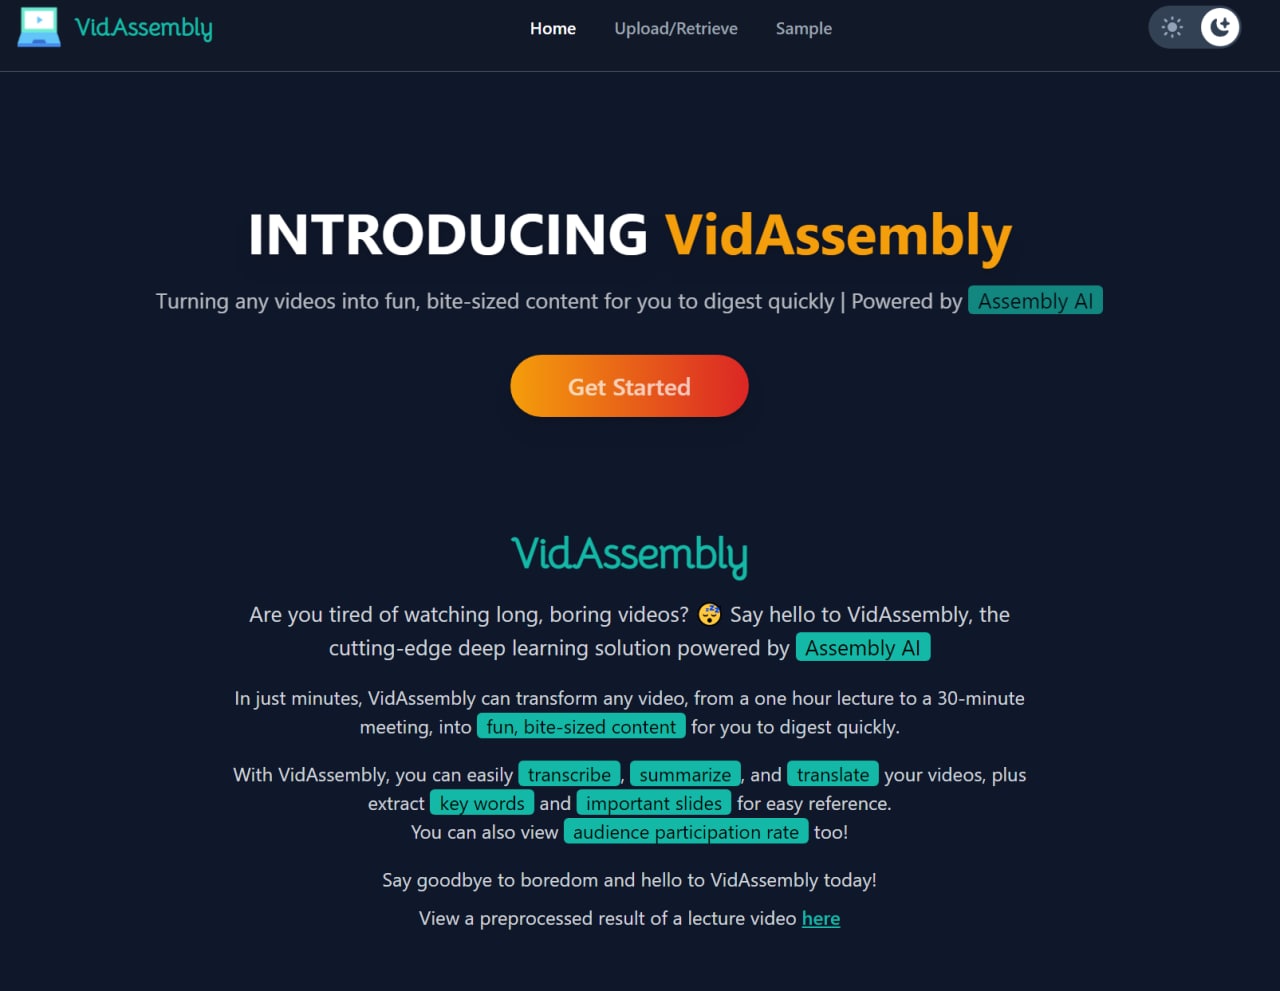 VidAssembly
Home
Upload/Retrieve
Sample
INTRODUCING VidAssembly
Turning any videos into fun, bite-sized content for you to digest quickly | Powered by Assembly AI
Get Started
VidAssembly
Are you tired of watching long, boring videos? 😴 Say hello to VidAssembly, the
cutting-edge deep learning solution powered by Assembly AI
In just minutes, VidAssembly can transform any video, from a one hour lecture to a 30-minute
meeting, into fun, bite-sized content for you to digest quickly.
With VidAssembly, you can easily transcribe, summarize, and translate your videos, plus
extract key words and important slides for easy reference.
You can also view audience participation rate too!
Say goodbye to boredom and hello to VidAssembly today!
View a preprocessed result of a lecture video here